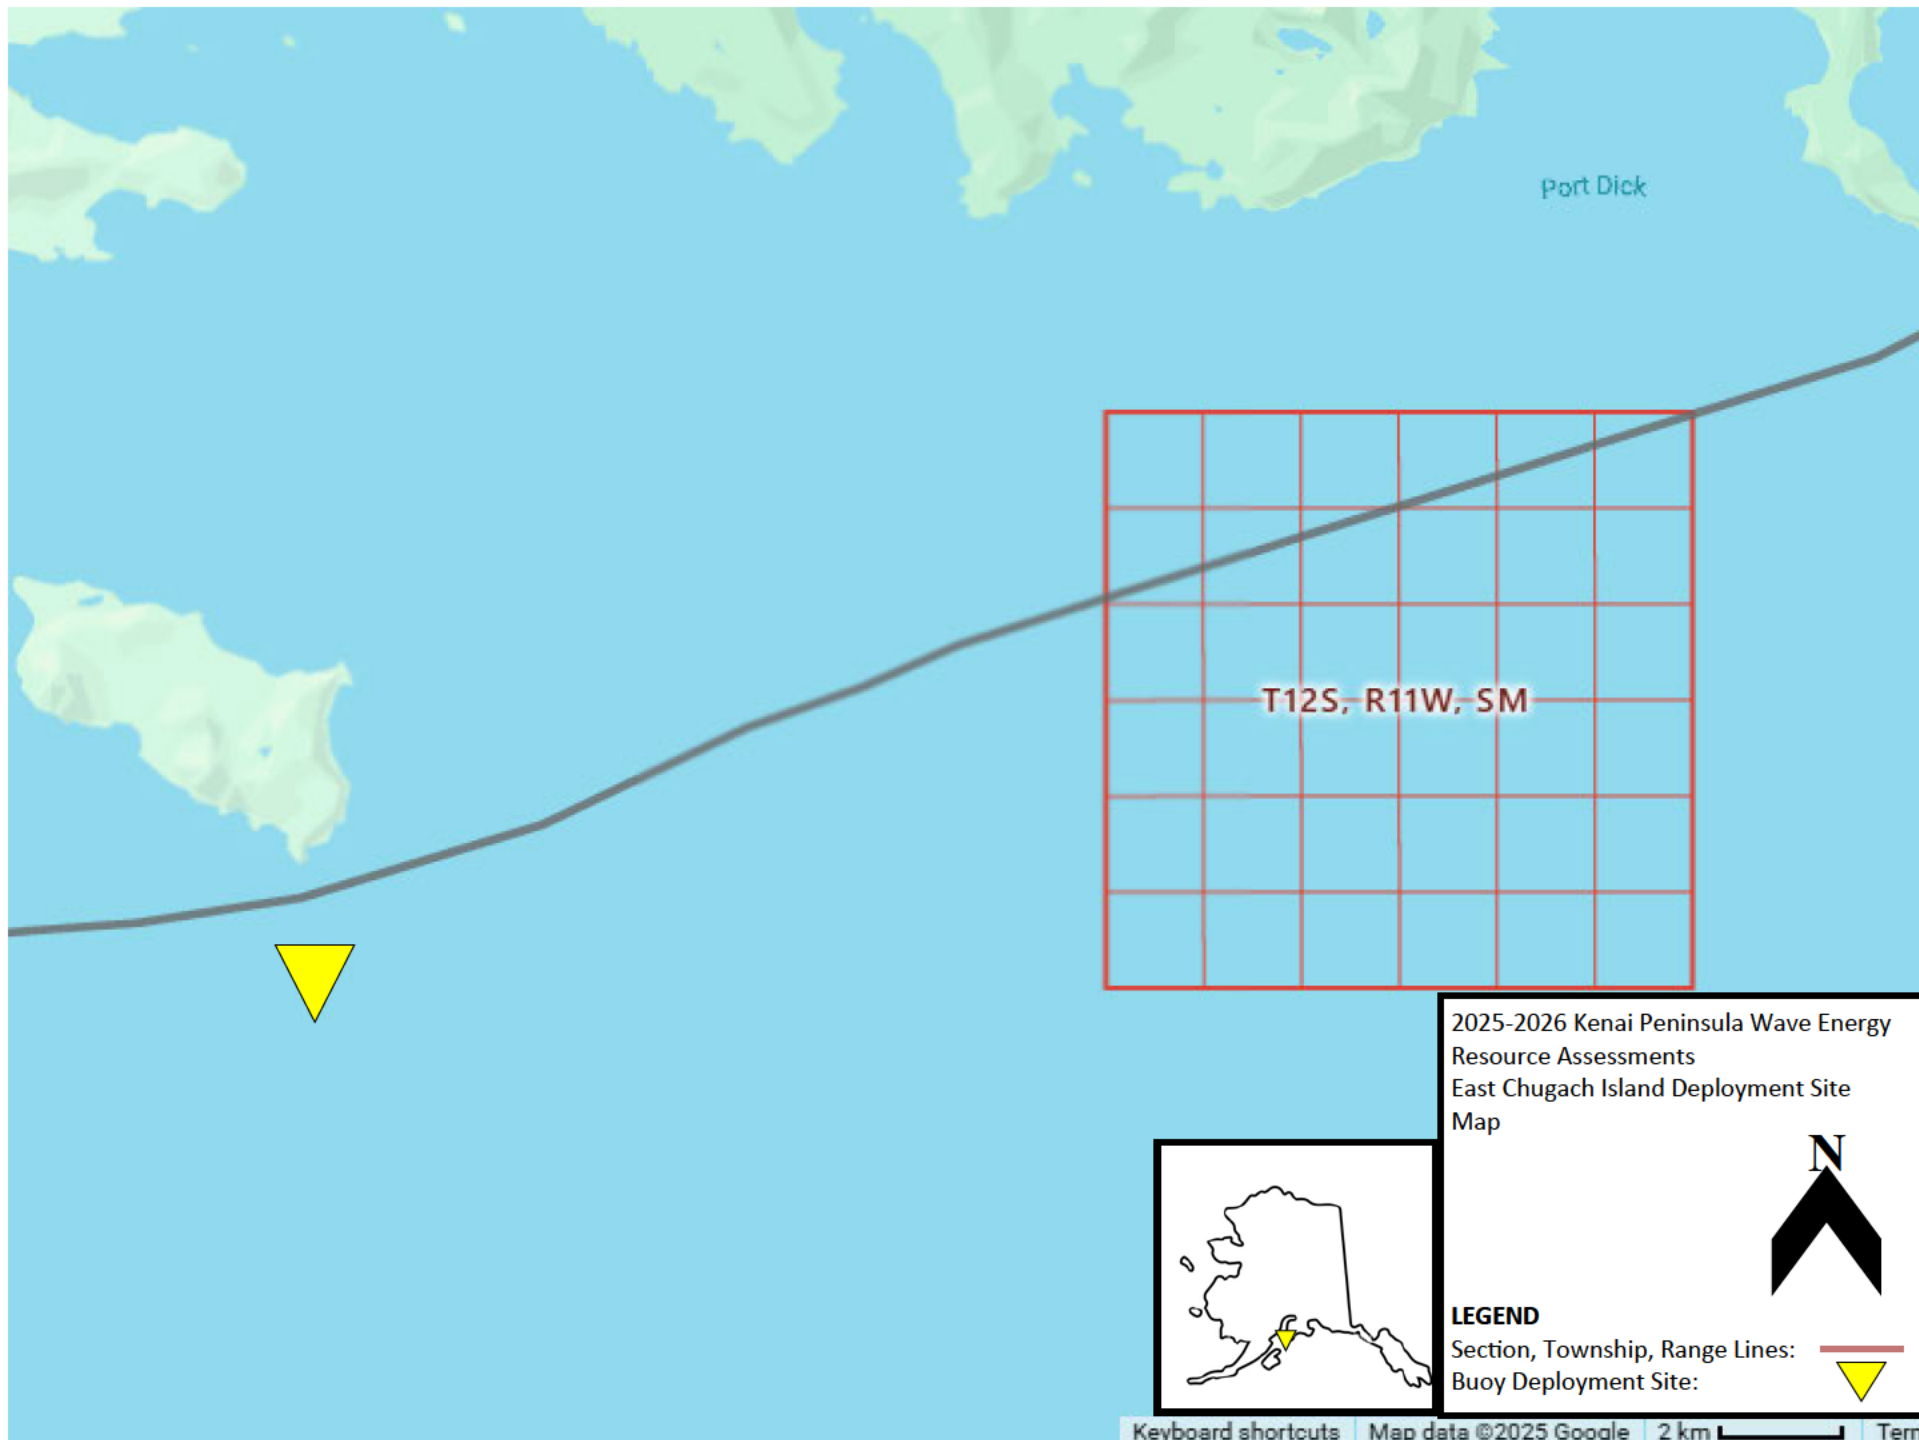 Port Dick
T12S, R11W, SM
2025-2026 Kenai Peninsula Wave Energy
Resource Assessments
East Chugach Island Deployment Site
Map
N
LEGEND
Section, Township, Range Lines:
Buoy Deployment Site:
Keyboard shortcuts
Map data ©2025 Google
2 km